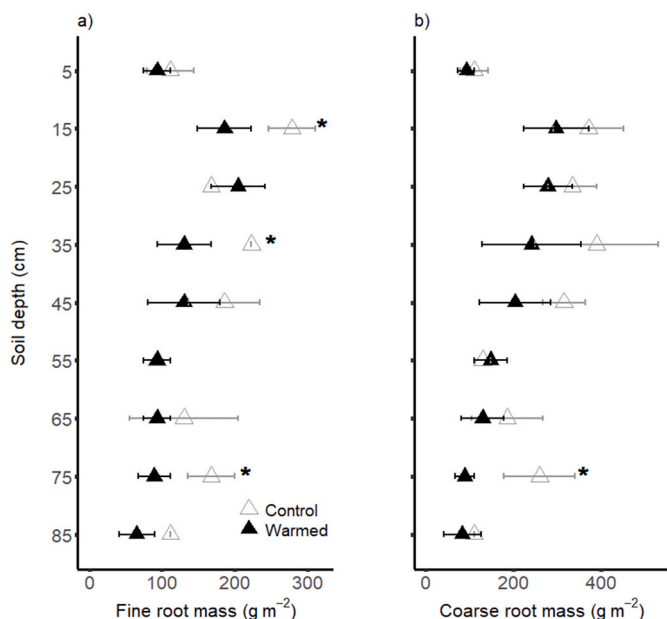 a)
b)
Soil depth (cm)
5
15
25
35
45
55
65
75
85
*
*
*
*
Control
Warmed
0
100
200
300
0
200
400
Fine root mass (g m⁻²)
Coarse root mass (g m⁻²)